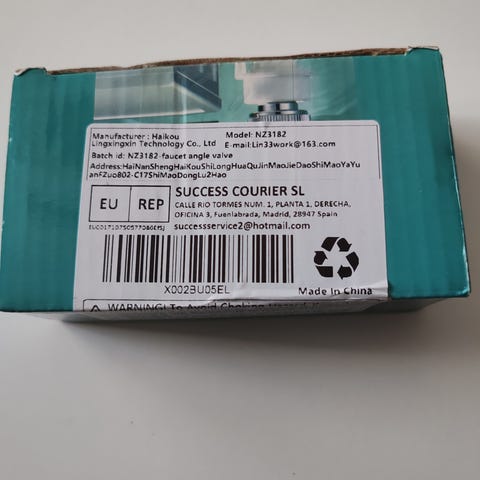 Manufacturer : Haikou
Lingxingxin Technology Co., Ltd
Model: NZ3182
E-mail:Lin33work@163.com
Batch id: NZ3182-faucet angle valve
Address:HaiNanShengHaiKouShiLongHuaQuJinMaoJieDaoShiMaoYaYu
anFZuo802-C17ShiMaoDongLu2Hao
EU REP
SUCCESS COURIER SL
CALLE RIO TORMES NUM. 1, PLANTA 1, DERECHA,
OFICINA 3, Fuenlabrada, Madrid, 28947 Spain
successservice2@hotmail.com
X002BU05EL
Made In China
WARNING! To Avoid Choking Hazard